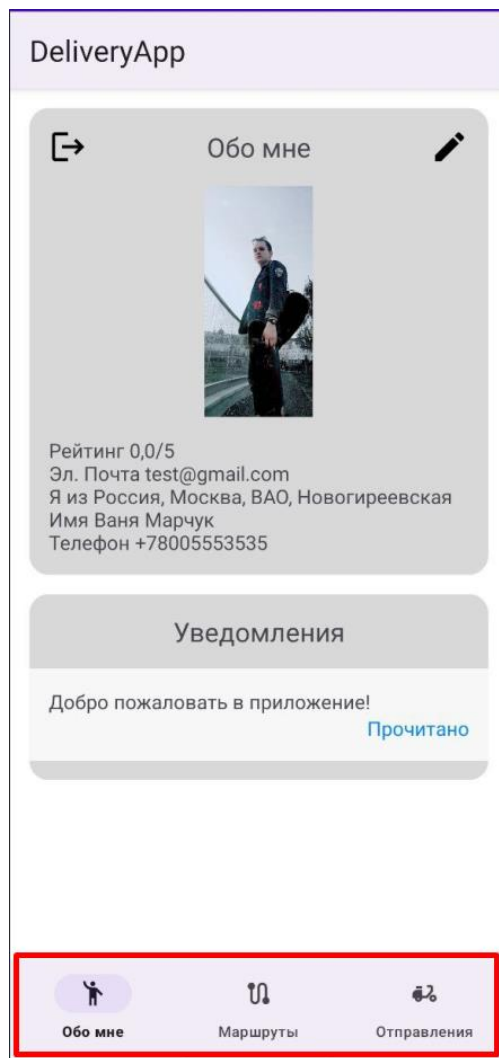 DeliveryApp
Обо мне
Рейтинг 0,0/5
Эл. Почта test@gmail.com
Я из Россия, Москва, ВАО, Новогиреевская
Имя Ваня Марчук
Телефон +78005553535
Уведомления
Добро пожаловать в приложение!
Прочитано
Обо мне Маршруты Отправления